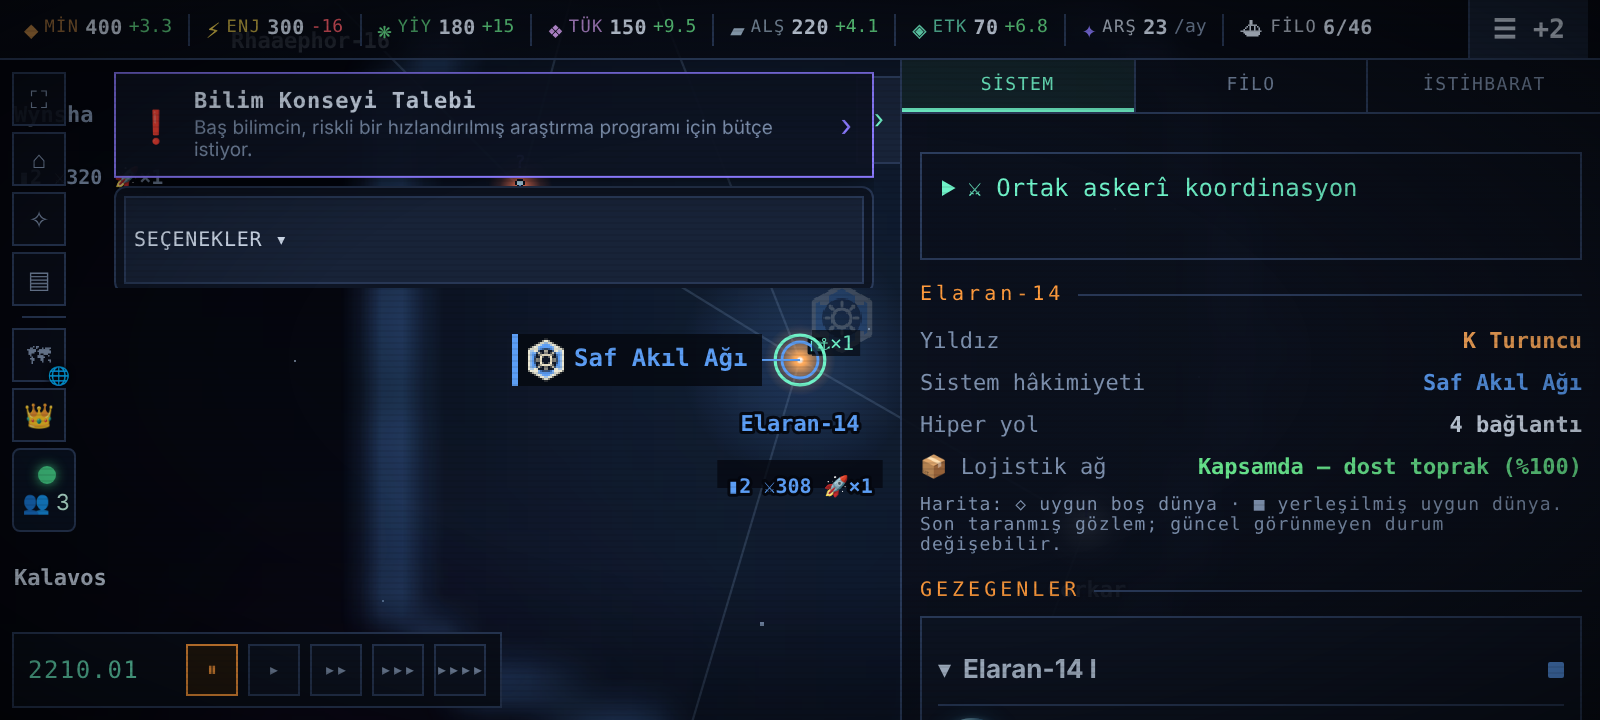 MİN 400 +3.3 ENJ 300 -16 YİY 180 +15 TÜK 150 +9.5 ALŞ 220 +4.1 ETK 70 +6.8 ARŞ 23 /ay FİLO 6/46 ☰ +2
Rhaaephor-16
SİSTEM FİLO İSTİHBARAT
Bilim Konseyi Talebi
Baş bilimcin, riskli bir hızlandırılmış araştırma programı için bütçe
istiyor.
Wynsha
2 ⚔320 🚀×1
SEÇENEKLER ▾
▶ ⚔ Ortak askerî koordinasyon
Saf Akıl Ağı
×1
Elaran-14
2 ⚔308 🚀×1
👥 3
Kalavos
2210.01
Elaran-14
Yıldız K Turuncu
Sistem hâkimiyeti Saf Akıl Ağı
Hiper yol 4 bağlantı
📦 Lojistik ağ Kapsamda — dost toprak (%100)
Harita: ◇ uygun boş dünya · ■ yerleşilmiş uygun dünya.
Son taranmış gözlem; güncel görünmeyen durum
değişebilir.
GEZEGENLER
▼ Elaran-14 I